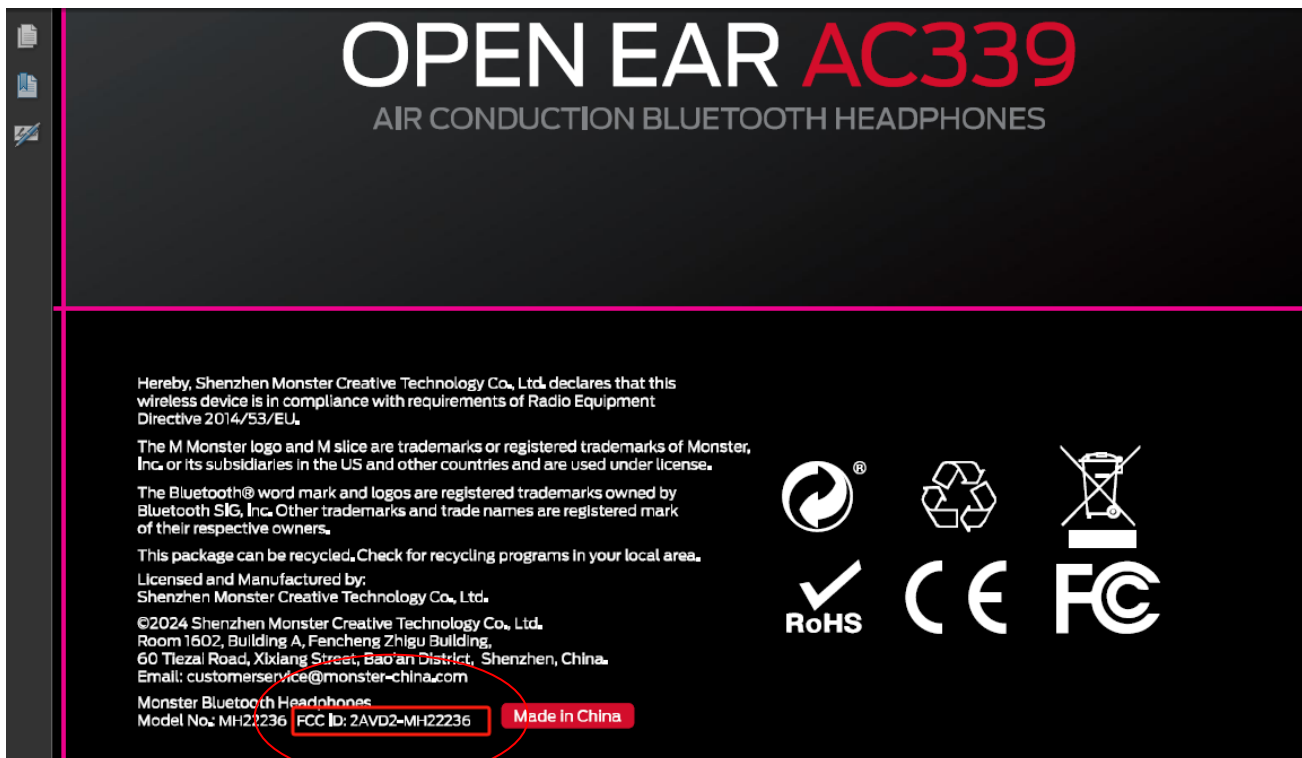 OPEN EAR AC339
AIR CONDUCTION BLUETOOTH HEADPHONES
Hereby, Shenzhen Monster Creative Technology Co., Ltd. declares that this
wireless device is in compliance with requirements of Radio Equipment
Directive 2014/53/EU.
The M Monster logo and M slice are trademarks or registered trademarks of Monster,
Inc. or its subsidiaries in the US and other countries and are used under license.
The Bluetooth® word mark and logos are registered trademarks owned by
Bluetooth SIG, Inc. Other trademarks and trade names are registered mark
of their respective owners.
This package can be recycled. Check for recycling programs in your local area.
Licensed and Manufactured by:
Shenzhen Monster Creative Technology Co., Ltd.
©2024 Shenzhen Monster Creative Technology Co., Ltd.
Room 1602, Building A, Fencheng Zhigu Building,
60 Tiezai Road, Xixiang Street, Bao'an District, Shenzhen, China.
Email: customerservice@monster-china.com
Monster Bluetooth Headphones
Model No.: MH22236 FCC ID: 2AVD2-MH22236
Made in China
®
RoHS CE FC